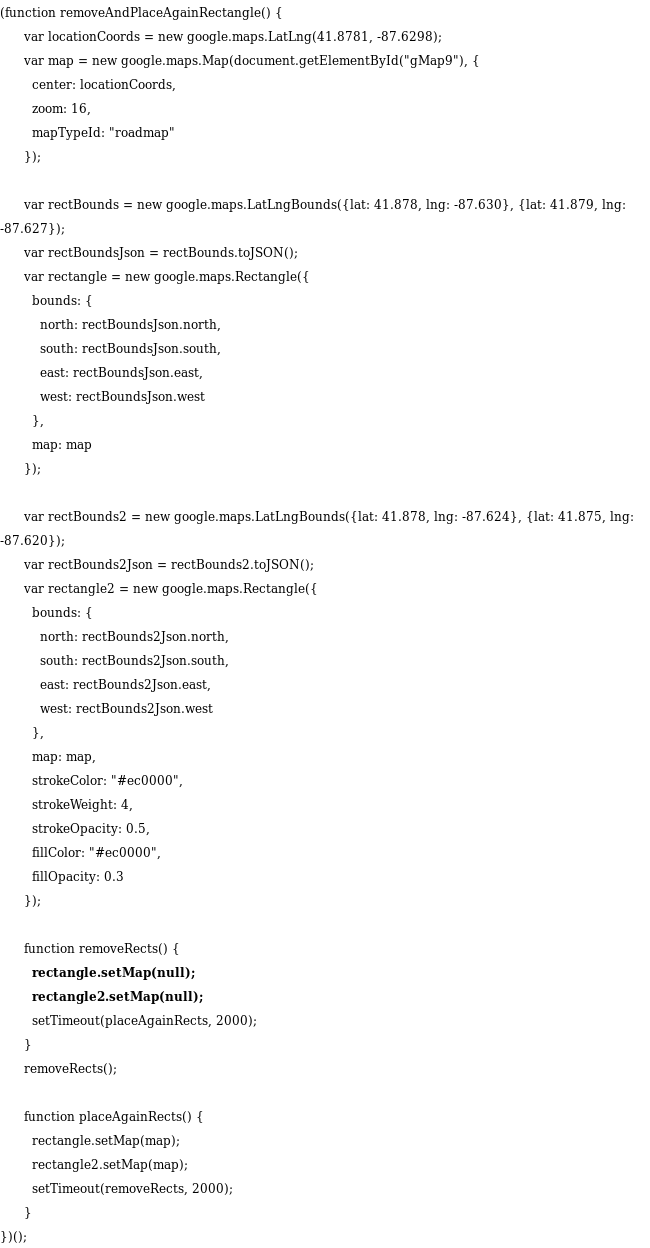 (function removeAndPlaceAgainRectangle() {
      var locationCoords = new google.maps.LatLng(41.8781, -87.6298);
      var map = new google.maps.Map(document.getElementById("gMap9"), {
        center: locationCoords,
        zoom: 16,
        mapTypeId: "roadmap"
      });

      var rectBounds = new google.maps.LatLngBounds({lat: 41.878, lng: -87.630}, {lat: 41.879, lng:
-87.627});
      var rectBoundsJson = rectBounds.toJSON();
      var rectangle = new google.maps.Rectangle({
        bounds: {
          north: rectBoundsJson.north,
          south: rectBoundsJson.south,
          east: rectBoundsJson.east,
          west: rectBoundsJson.west
        },
        map: map
      });

      var rectBounds2 = new google.maps.LatLngBounds({lat: 41.878, lng: -87.624}, {lat: 41.875, lng:
-87.620});
      var rectBounds2Json = rectBounds2.toJSON();
      var rectangle2 = new google.maps.Rectangle({
        bounds: {
          north: rectBounds2Json.north,
          south: rectBounds2Json.south,
          east: rectBounds2Json.east,
          west: rectBounds2Json.west
        },
        map: map,
        strokeColor: "#ec0000",
        strokeWeight: 4,
        strokeOpacity: 0.5,
        fillColor: "#ec0000",
        fillOpacity: 0.3
      });

      function removeRects() {
        rectangle.setMap(null);
        rectangle2.setMap(null);
        setTimeout(placeAgainRects, 2000);
      }
      removeRects();

      function placeAgainRects() {
        rectangle.setMap(map);
        rectangle2.setMap(map);
        setTimeout(removeRects, 2000);
      }
})();